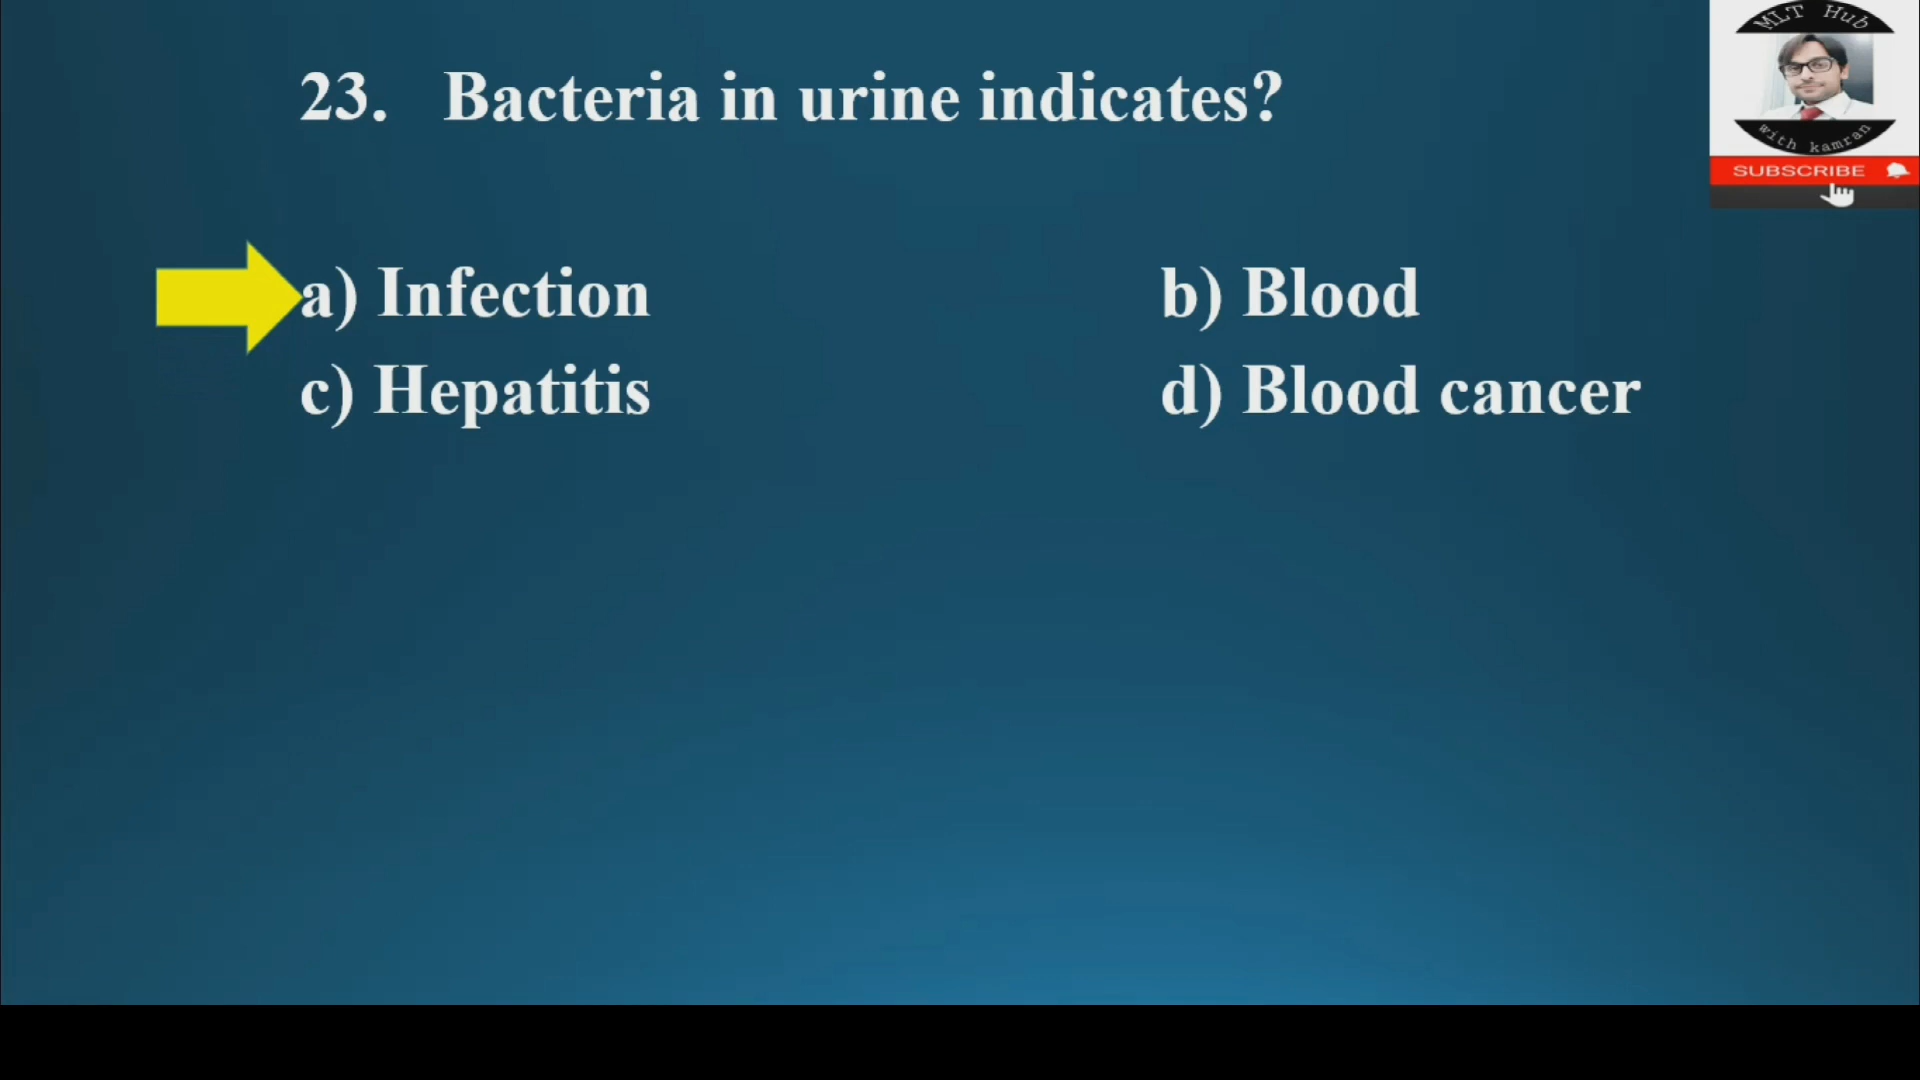 MLT Hub
with kamran
SUBSCRIBE
23. Bacteria in urine indicates?
a) Infection b) Blood
c) Hepatitis d) Blood cancer